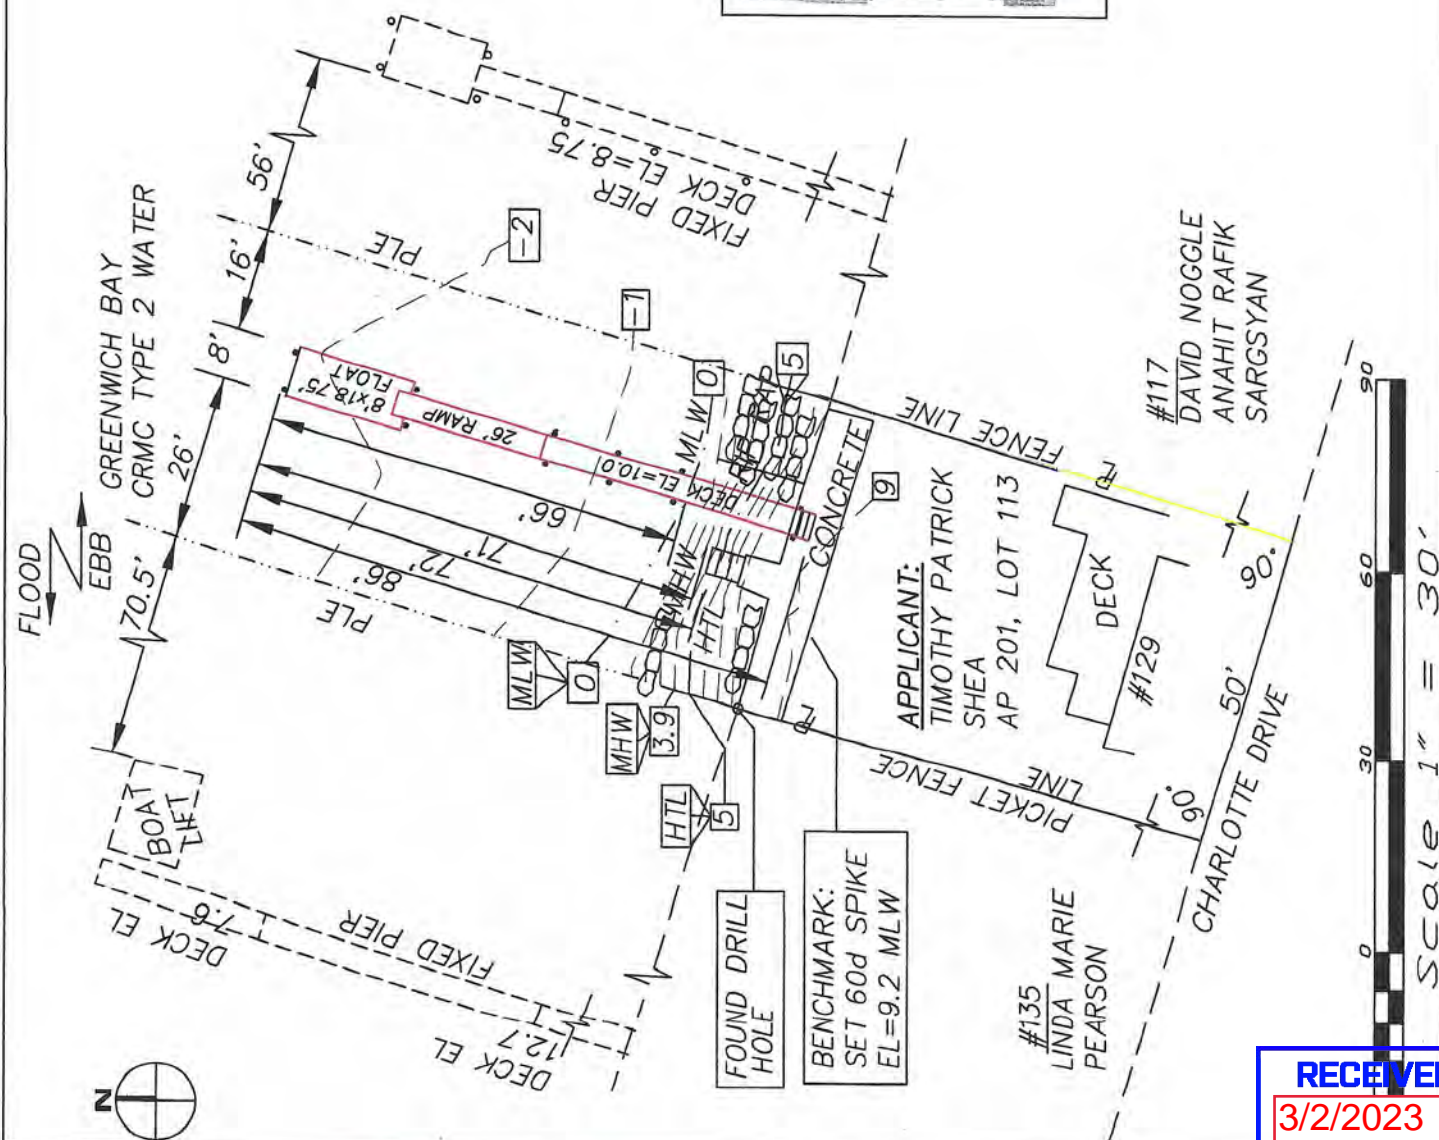 FLOOD
EBB
GREENWICH BAY
CRMC TYPE 2 WATER
70.5'
26'
8'
16'
56'
PLE
PLE
8'x18.75'
FLOAT
26' RAMP
DECK EL=10.0
FIXED PIER
DECK EL=8.75
-2
-1
0
5
66'
71'
72'
86'
MLW
MHW
HTL
MLW
0
MHW
3.9
HTL
5
CONCRETE
9
BOAT
LIFT
DECK EL
7.6
FIXED PIER
DECK EL
12.7
N
FOUND DRILL
HOLE
BENCHMARK:
SET 60d SPIKE
EL=9.2 MLW
APPLICANT:
TIMOTHY PATRICK
SHEA
AP 201, LOT 113
FENCE LINE
PICKET FENCE
LINE
DECK
#129
#117
DAVID NOGGLE
ANAHIT RAFIK
SARGSYAN
#135
LINDA MARIE
PEARSON
90°
50'
90°
CHARLOTTE DRIVE
0
30
60
90
Scale 1" = 30'
RECEIVE
3/2/2023